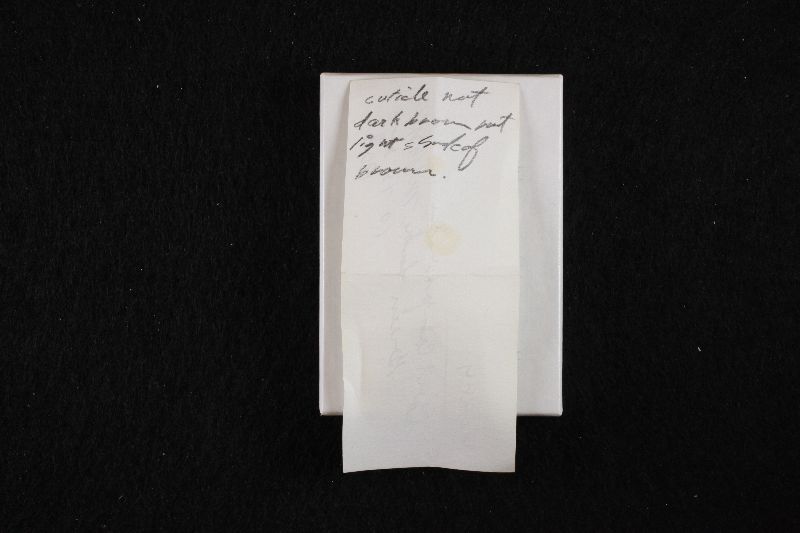 cuticle not
dark brown but
light shade of
brown.